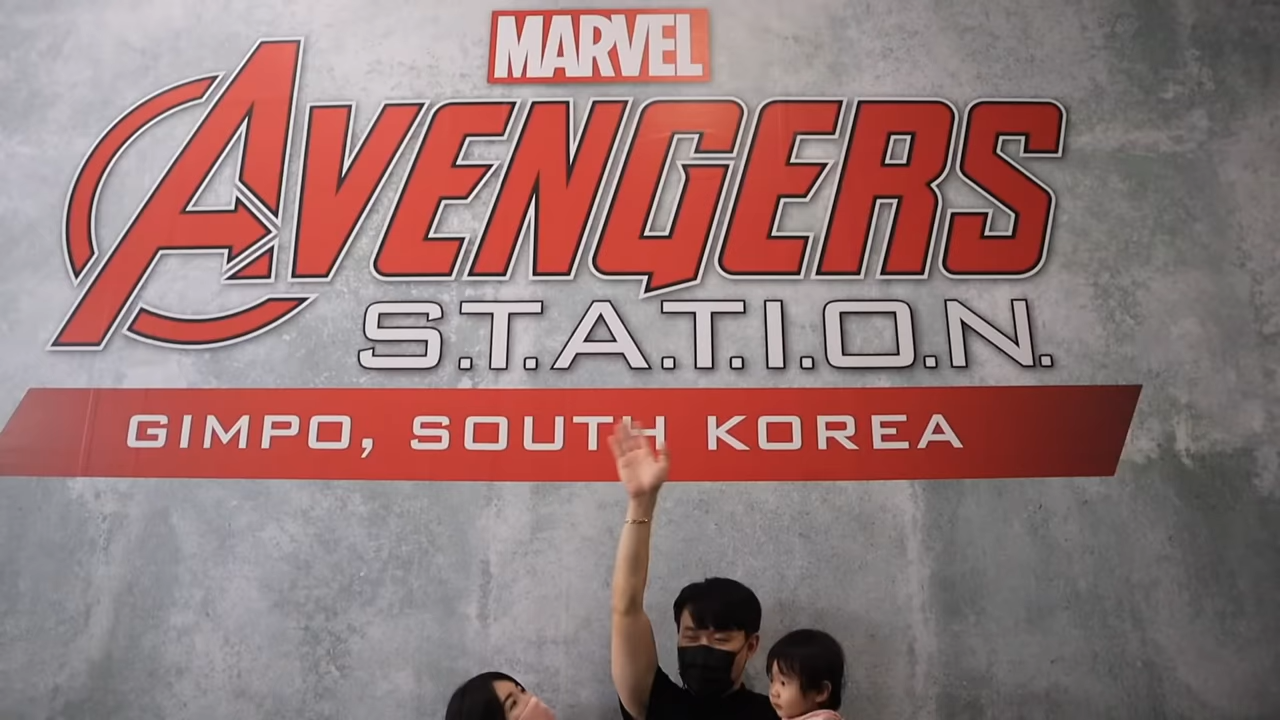 MARVEL
AVENGERS
S.T.A.T.I.O.N.
GIMPO, SOUTH KOREA